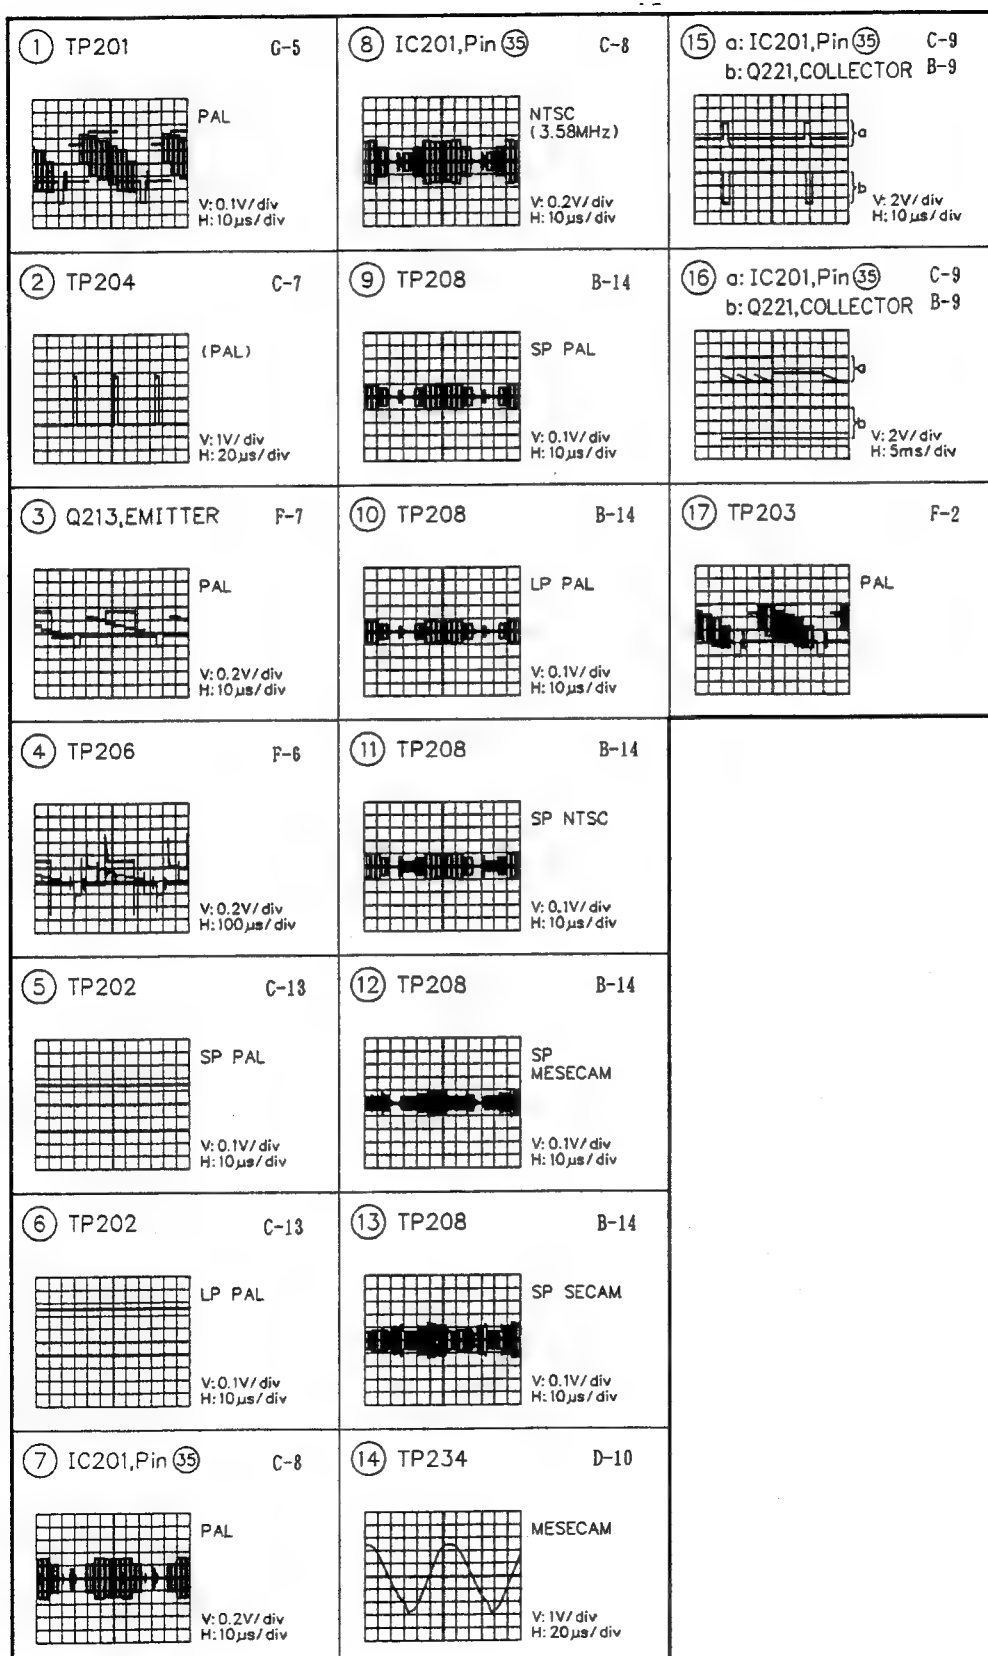 ① TP201 G-5
PAL
V: 0.1V/div
H: 10µs/div
② TP204 C-7
(PAL)
V: 1V/div
H: 20µs/div
③ Q213,EMITTER F-7
PAL
V: 0.2V/div
H: 10µs/div
④ TP206 F-6
V: 0.2V/div
H: 100µs/div
⑤ TP202 C-13
SP PAL
V: 0.1V/div
H: 10µs/div
⑥ TP202 C-13
LP PAL
V: 0.1V/div
H: 10µs/div
⑦ IC201,Pin ㉟ C-8
PAL
V: 0.2V/div
H: 10µs/div
⑧ IC201,Pin ㉟ C-8
NTSC
(3.58MHz)
V: 0.2V/div
H: 10µs/div
⑨ TP208 B-14
SP PAL
V: 0.1V/div
H: 10µs/div
⑩ TP208 B-14
LP PAL
V: 0.1V/div
H: 10µs/div
⑪ TP208 B-14
SP NTSC
V: 0.1V/div
H: 10µs/div
⑫ TP208 B-14
SP
MESECAM
V: 0.1V/div
H: 10µs/div
⑬ TP208 B-14
SP SECAM
V: 0.1V/div
H: 10µs/div
⑭ TP234 D-10
MESECAM
V: 1V/div
H: 20µs/div
⑮ a: IC201,Pin ㉟ C-9
b: Q221,COLLECTOR B-9
a
b
V: 2V/div
H: 10µs/div
⑯ a: IC201,Pin ㉟ C-9
b: Q221,COLLECTOR B-9
a
b
V: 2V/div
H: 5ms/div
⑰ TP203 F-2
PAL